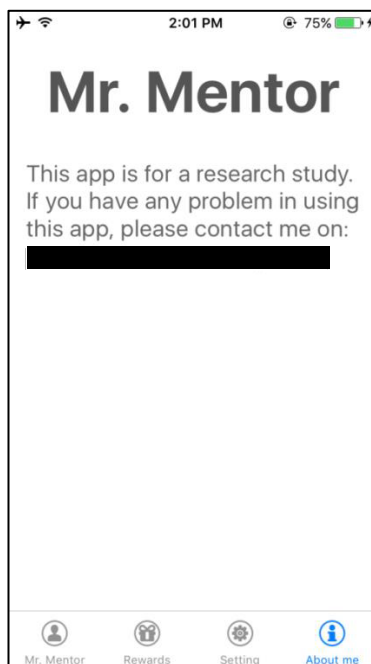 2:01 PM
75%
Mr. Mentor
This app is for a research study.
If you have any problem in using
this app, please contact me on:
Mr. Mentor
Rewards
Setting
About me